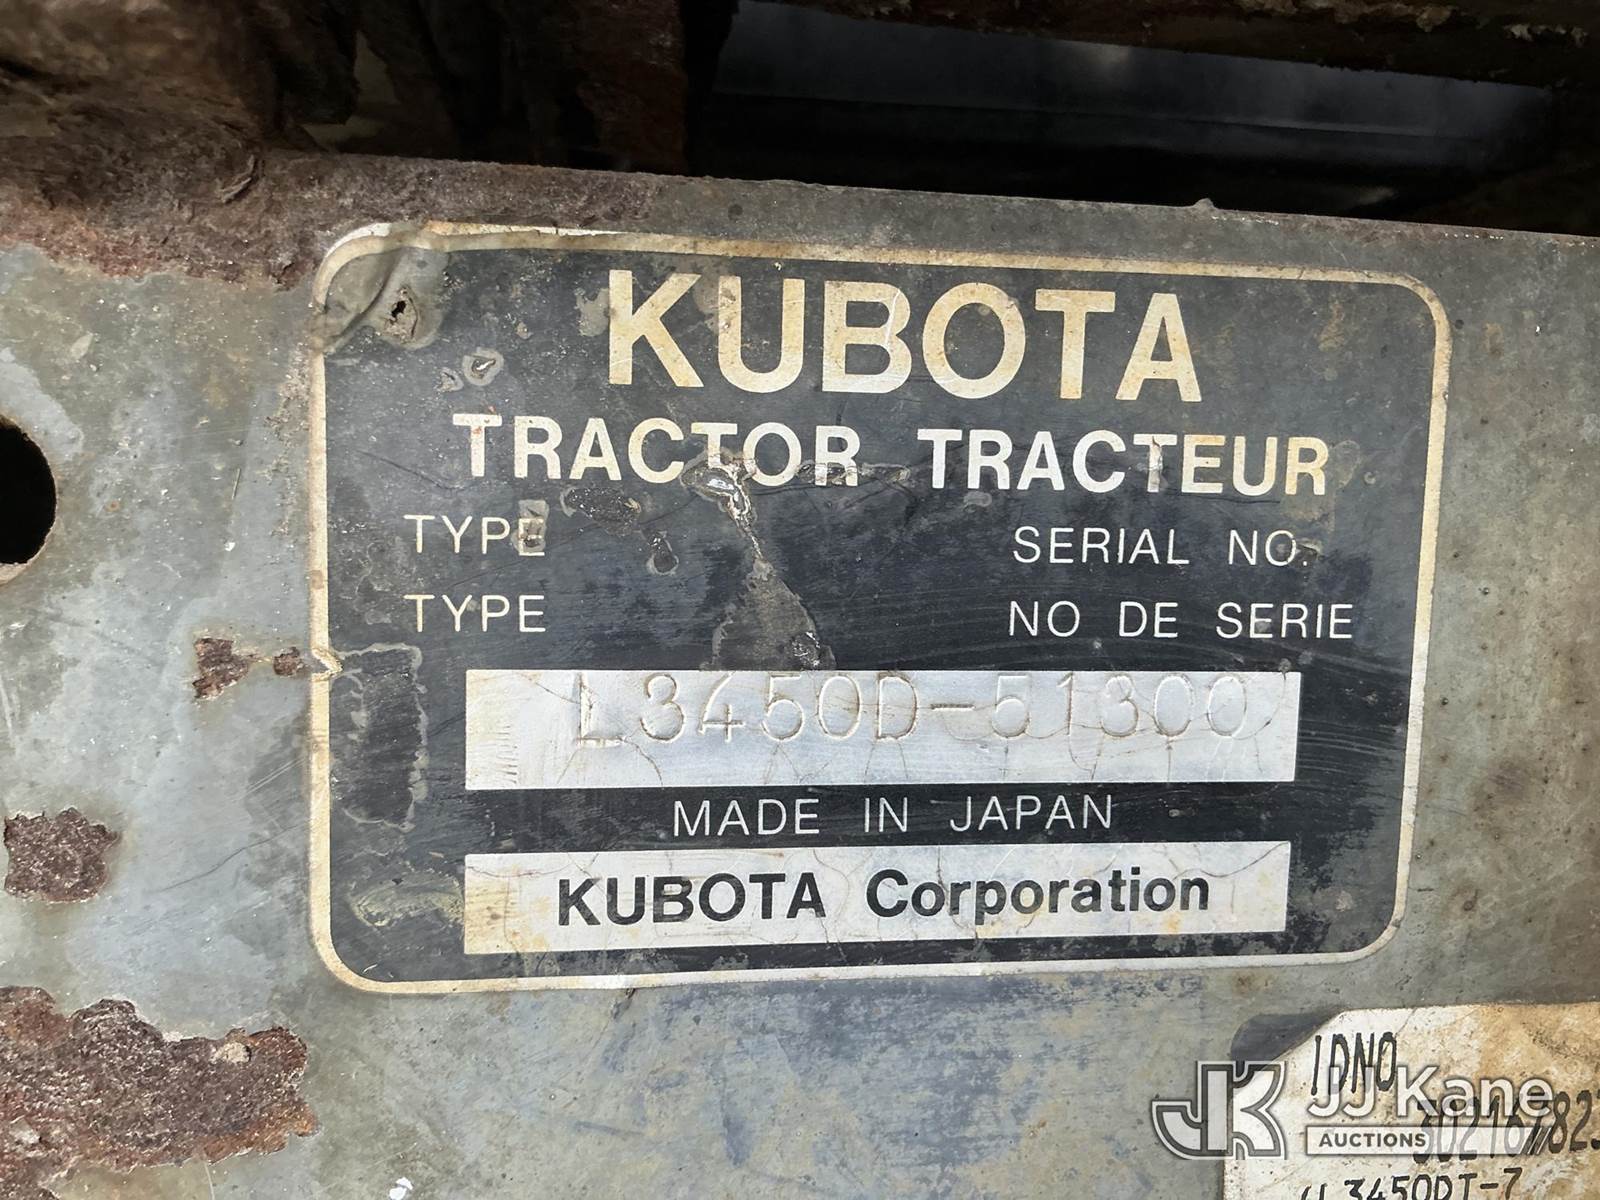 KUBOTA
TRACTOR TRACTEUR
TYPE SERIAL NO.
TYPE NO DE SERIE
L3450D-51300
MADE IN JAPAN
KUBOTA Corporation
IDNO
JJ Kane
AUCTIONS